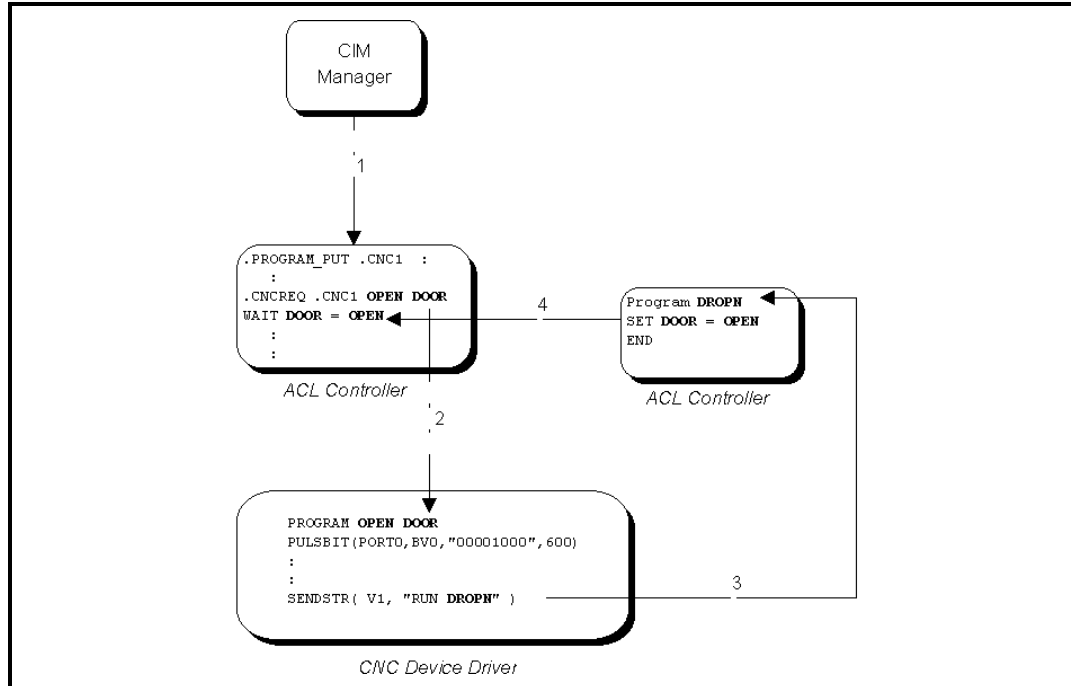 CIM
Manager
1
.PROGRAM_PUT .CNC1  :
:
.CNCREQ .CNC1 OPEN DOOR
WAIT DOOR = OPEN
:
:
ACL Controller
4
Program DROPN
SET DOOR = OPEN
END
ACL Controller
2
PROGRAM OPEN DOOR
PULSBIT(PORT0,BV0,"00001000",600)
:
:
SENDSTR( V1, "RUN DROPN" )
3
CNC Device Driver